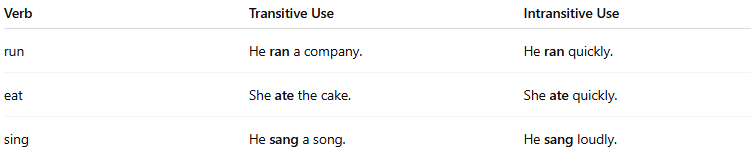 Verb Transitive Use Intransitive Use
run He ran a company. He ran quickly.
eat She ate the cake. She ate quickly.
sing He sang a song. He sang loudly.